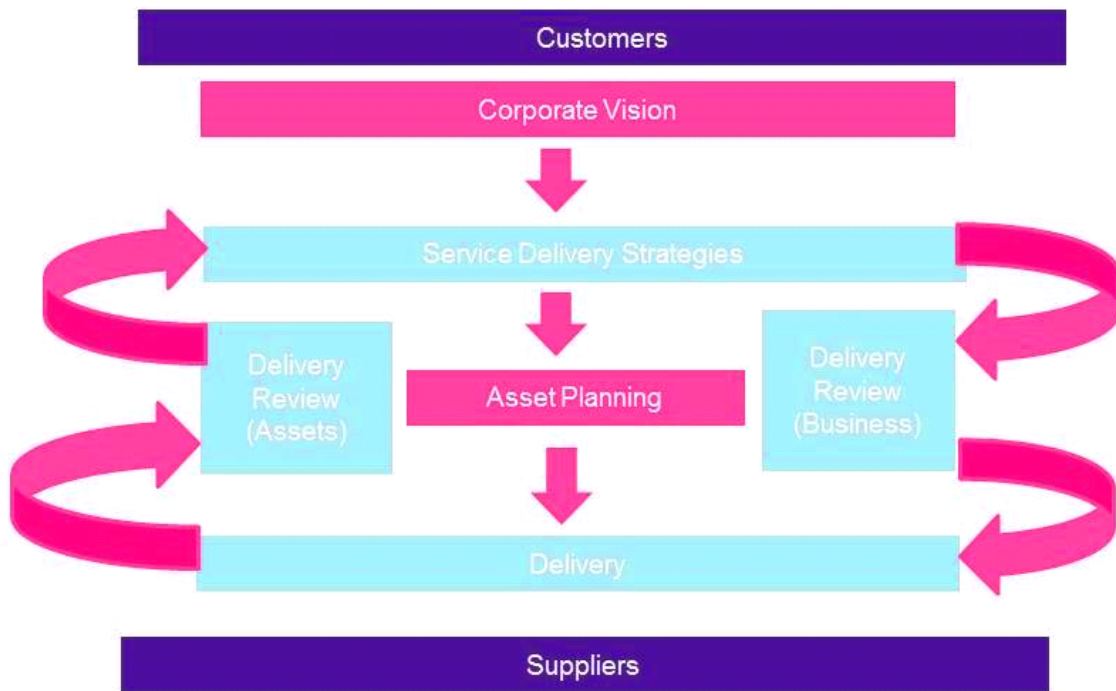 Customers
Corporate Vision
Service Delivery Strategies
Delivery
Review
(Assets)
Asset Planning
Delivery
Review
(Business)
Delivery
Suppliers